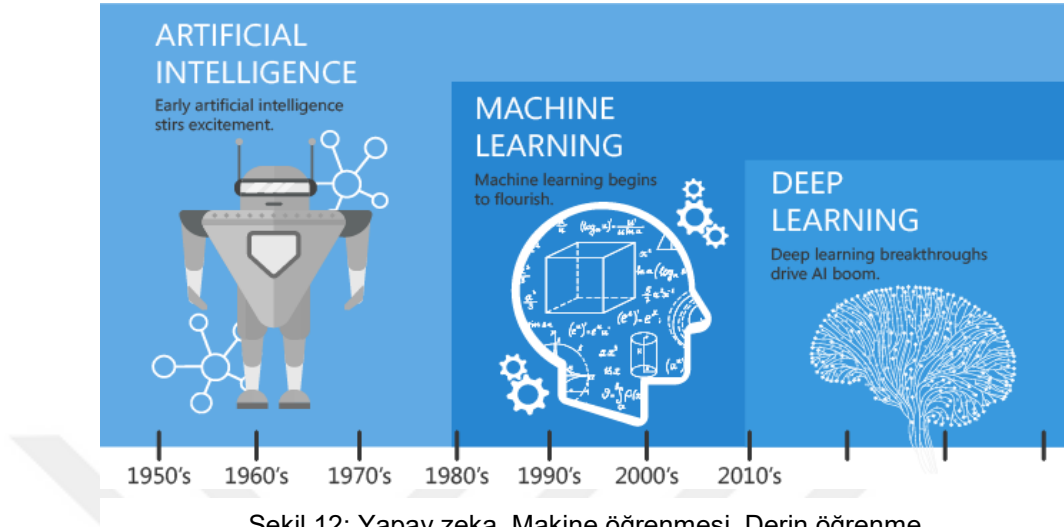 ARTIFICIAL
INTELLIGENCE
Early artificial intelligence
stirs excitement.
MACHINE
LEARNING
Machine learning begins
to flourish.
DEEP
LEARNING
Deep learning breakthroughs
drive AI boom.
1950's 1960's 1970's 1980's 1990's 2000's 2010's
Şekil 12: Yapay zeka, Makine öğrenmesi, Derin öğrenme